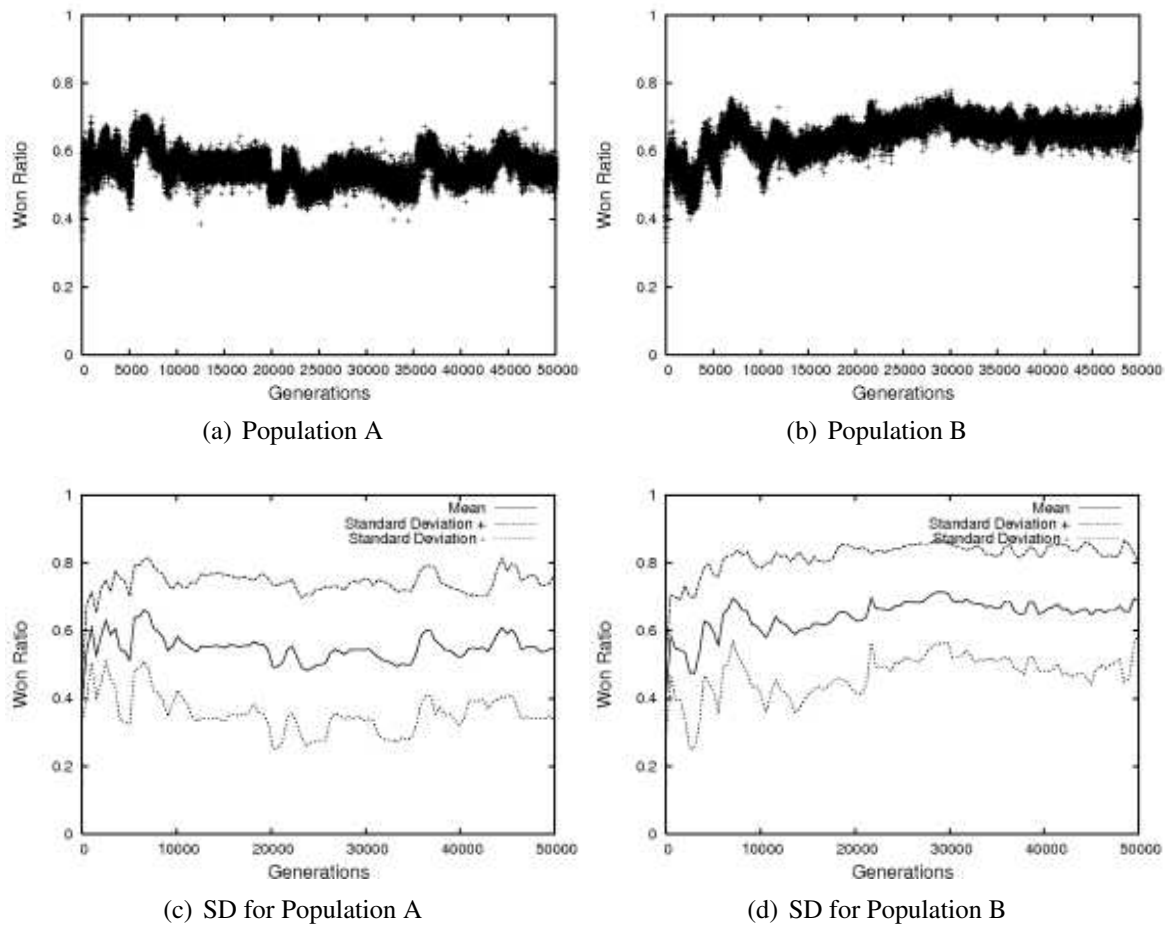 1
0.8
0.6
0.4
0.2
0
Won Ratio
0 5000 10000 15000 20000 25000 30000 35000 40000 45000 50000
Generations
(a) Population A
1
0.8
0.6
0.4
0.2
0
Won Ratio
0 5000 10000 15000 20000 25000 30000 35000 40000 45000 50000
Generations
(b) Population B
1
0.8
0.6
0.4
0.2
0
Won Ratio
Mean
Standard Deviation +
Standard Deviation -
0 10000 20000 30000 40000 50000
Generations
(c) SD for Population A
1
0.8
0.6
0.4
0.2
0
Won Ratio
Mean
Standard Deviation +
Standard Deviation -
0 10000 20000 30000 40000 50000
Generations
(d) SD for Population B